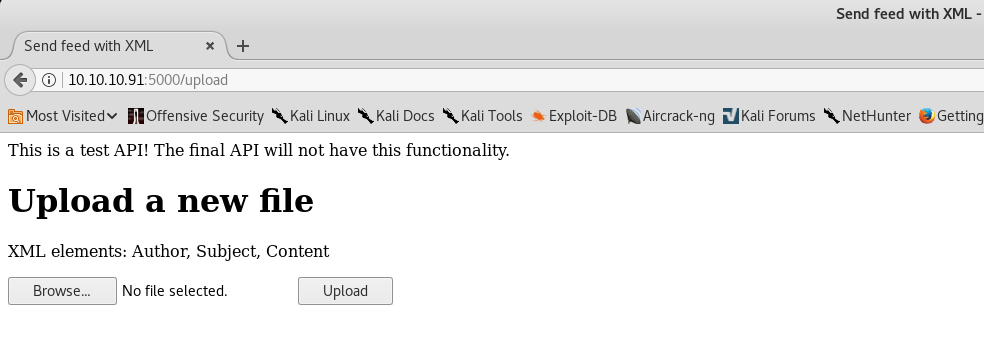 Send feed with XML -
Send feed with XML × +
10.10.10.91:5000/upload
Most Visited Offensive Security Kali Linux Kali Docs Kali Tools Exploit-DB Aircrack-ng Kali Forums NetHunter Getting
This is a test API! The final API will not have this functionality.
Upload a new file
XML elements: Author, Subject, Content
Browse... No file selected. Upload